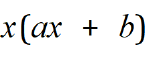 x(ax + b)